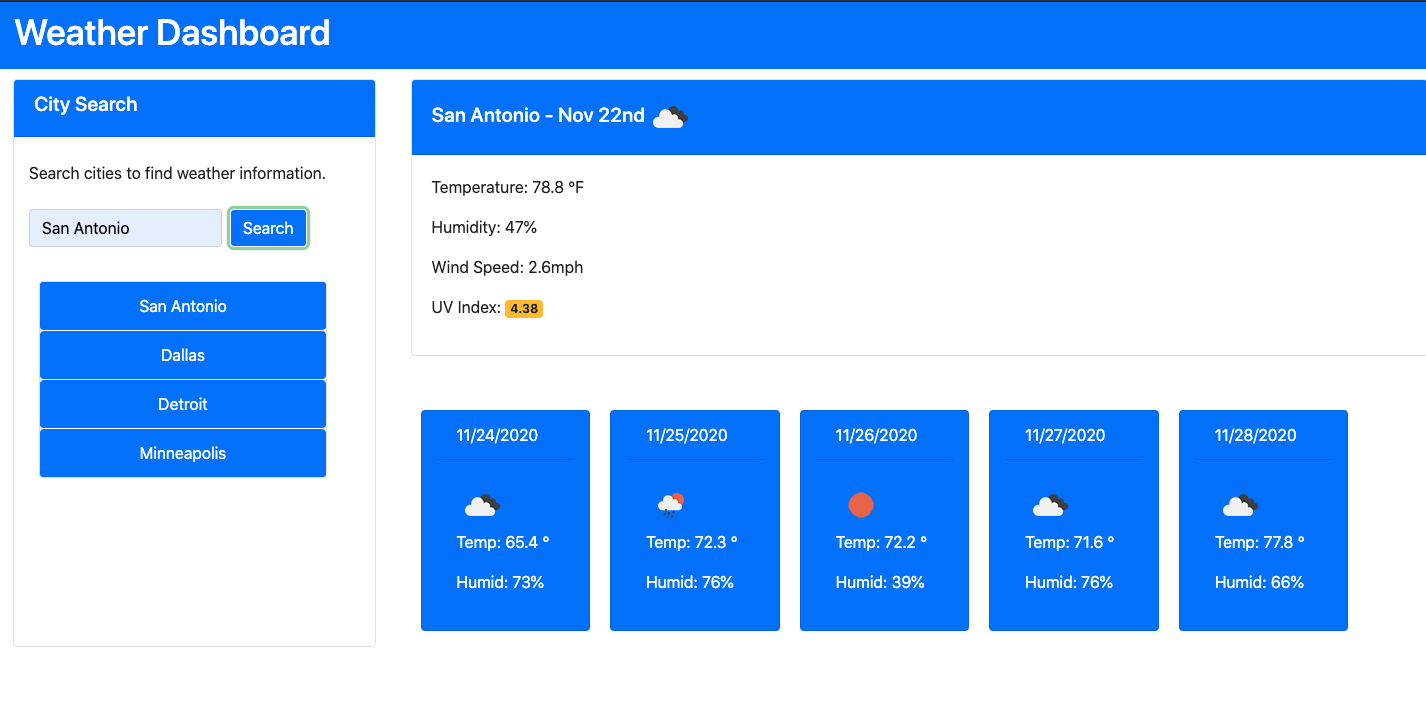 Weather Dashboard
City Search
Search cities to find weather information.
San Antonio
Search
San Antonio
Dallas
Detroit
Minneapolis
San Antonio - Nov 22nd
Temperature: 78.8 °F
Humidity: 47%
Wind Speed: 2.6mph
UV Index: 4.38
11/24/2020
Temp: 65.4 °
Humid: 73%
11/25/2020
Temp: 72.3 °
Humid: 76%
11/26/2020
Temp: 72.2 °
Humid: 39%
11/27/2020
Temp: 71.6 °
Humid: 76%
11/28/2020
Temp: 77.8 °
Humid: 66%